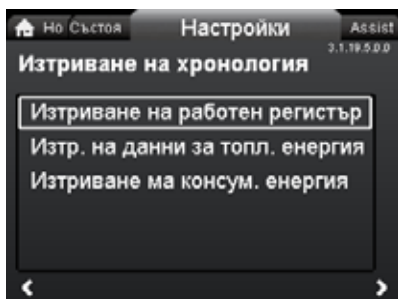 Но Състоя Настройки Assist
3.1.19.5.0.0
Изтриване на хронология
Изтриване на работен регистър
Изтр. на данни за топл. енергия
Изтриване ма консум. енергия